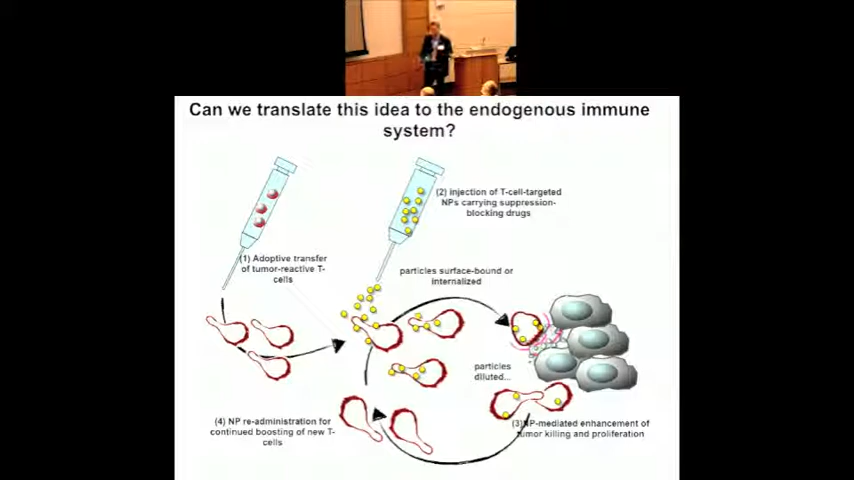 Can we translate this idea to the endogenous immune
system?
(2) injection of T-cell-targeted
NPs carrying suppression-
blocking drugs
(1) Adoptive transfer
of tumor-reactive T-
cells
particles surface-bound or
internalized
particles
diluted...
(4) NP re-administration for
continued boosting of new T-
cells
(3)NP-mediated enhancement of
tumor killing and proliferation